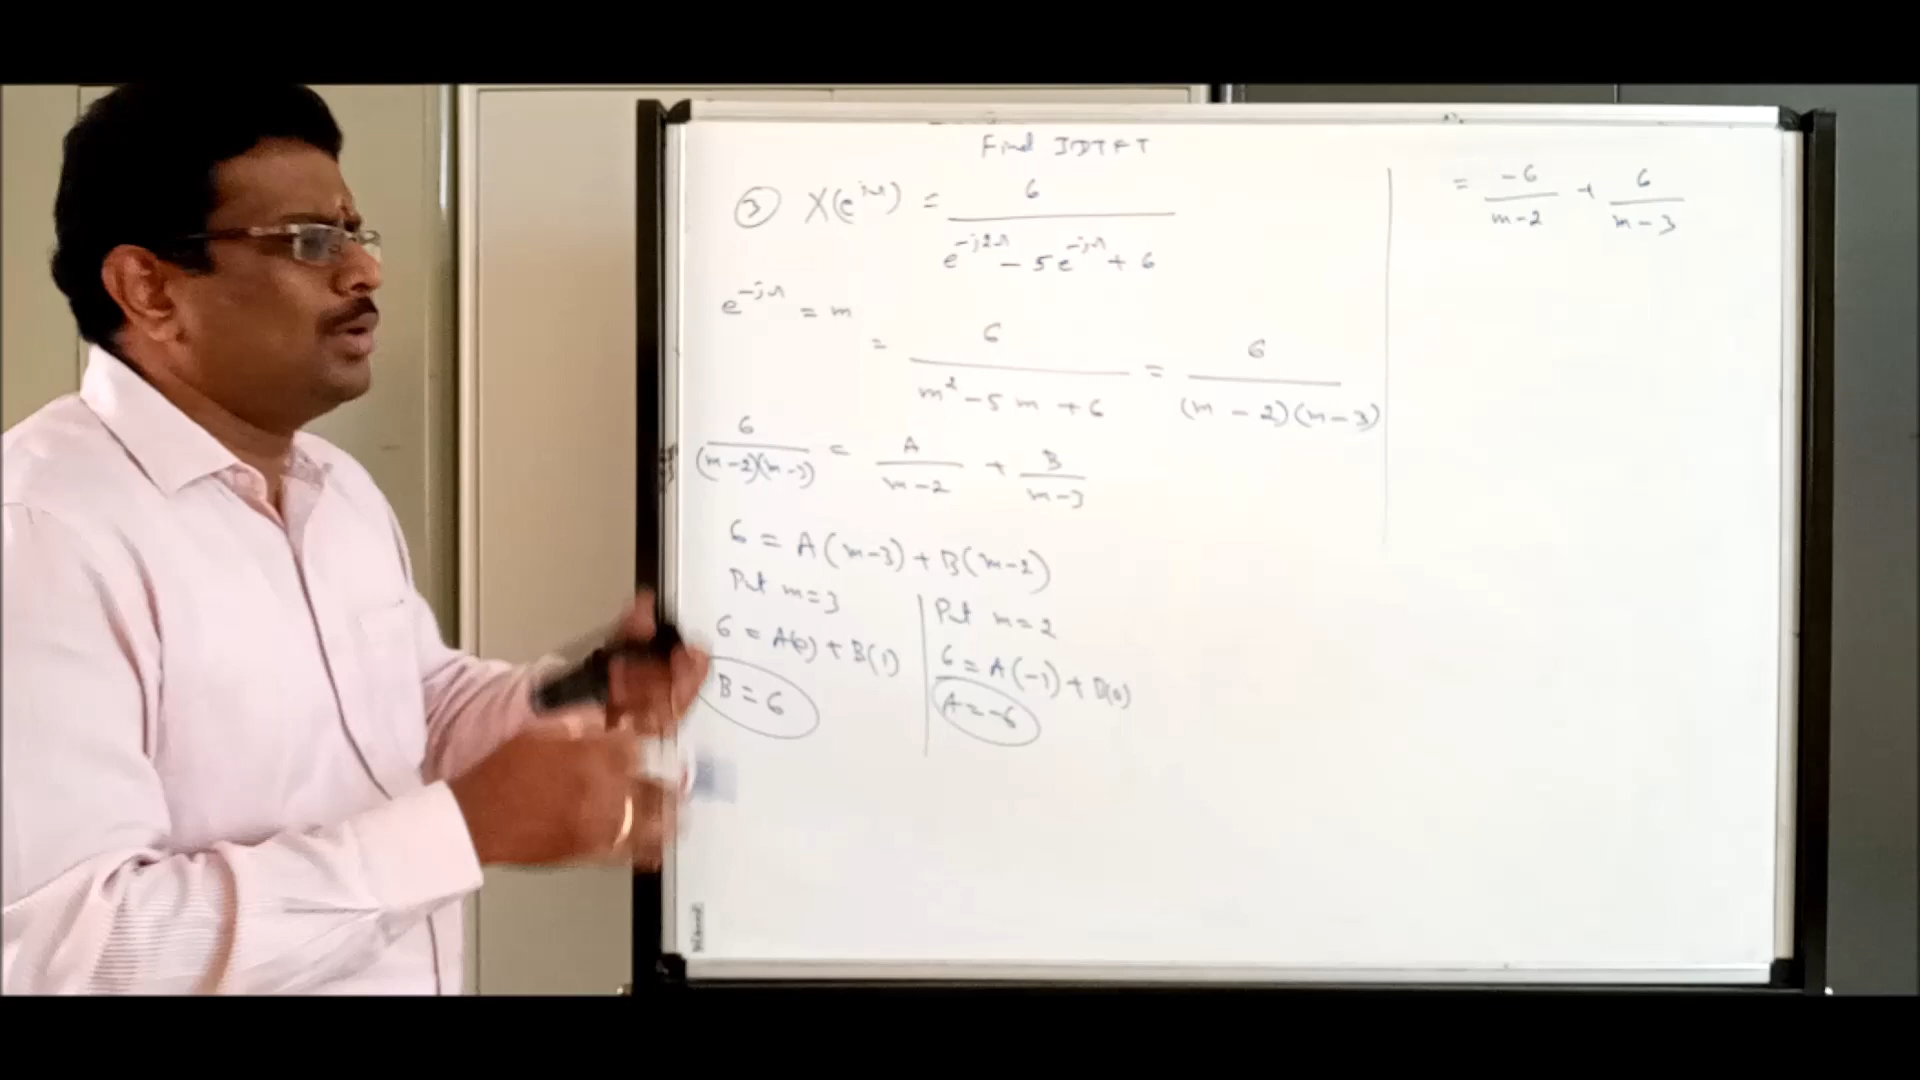 Find IDTFT
③ X(e^{jΩ}) = 6 / (e^{-j2Ω} - 5e^{-jΩ} + 6)
e^{-jΩ} = m
= 6 / (m² - 5m + 6) = 6 / ((m - 2)(m - 3))
6 / ((m-2)(m-3)) = A / (m-2) + B / (m-3)
6 = A(m-3) + B(m-2)
Put m=3
6 = A(0) + B(1)
B = 6
Put m=2
6 = A(-1) + B(0)
A = -6
= -6 / (m-2) + 6 / (m-3)